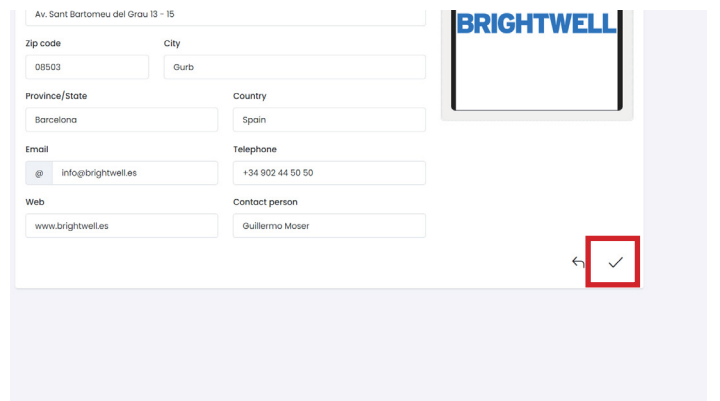 Av. Sant Bartomeu del Grau 13 - 15
BRIGHTWELL
Zip code City
08503 Gurb
Province/State Country
Barcelona Spain
Email Telephone
@ info@brightwell.es +34 902 44 50 50
Web Contact person
www.brightwell.es Guillermo Moser